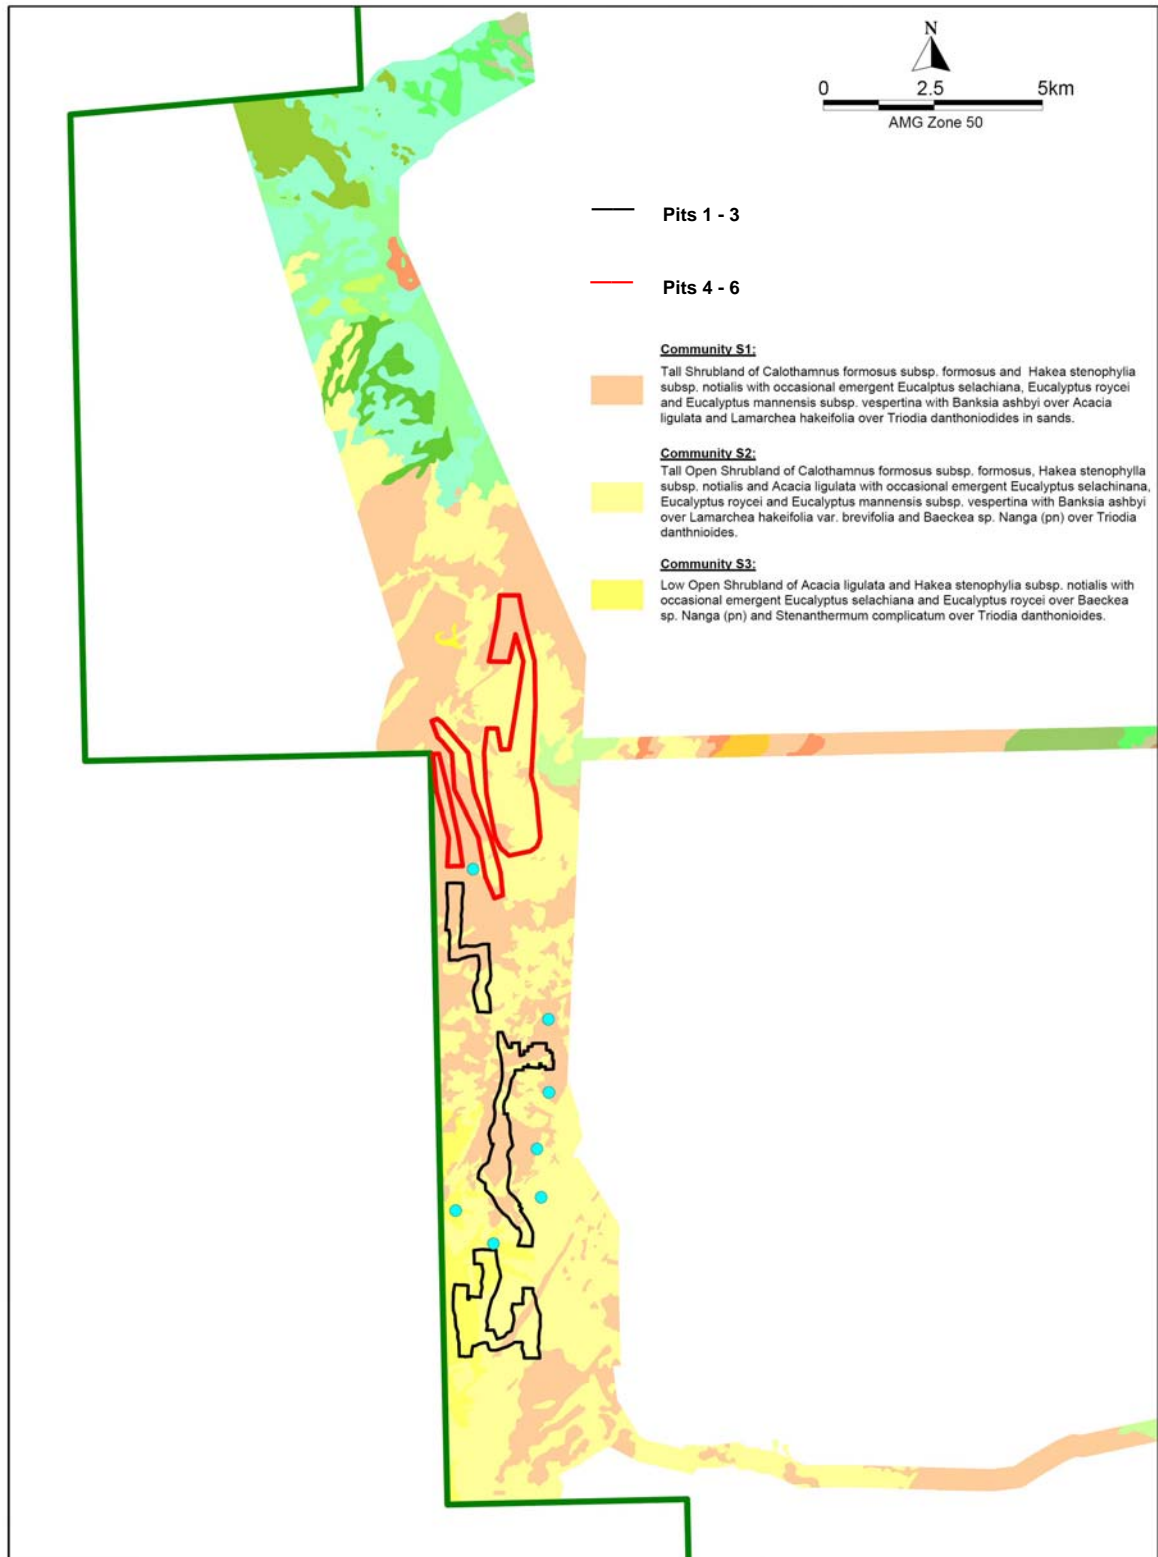 N
0 2.5 5km
AMG Zone 50
Pits 1 - 3
Pits 4 - 6
Community S1:
Tall Shrubland of Calothamnus formosus subsp. formosus and Hakea stenophylia
subsp. notialis with occasional emergent Eucalptus selachiana, Eucalyptus roycei
and Eucalyptus mannensis subsp. vespertina with Banksia ashbyi over Acacia
ligulata and Lamarchea hakeifolia over Triodia danthoniodides in sands.
Community S2:
Tall Open Shrubland of Calothamnus formosus subsp. formosus, Hakea stenophylla
subsp. notialis and Acacia ligulata with occasional emergent Eucalyptus selachinana,
Eucalyptus roycei and Eucalyptus mannensis subsp. vespertina with Banksia ashbyi
over Lamarchea hakeifolia var. brevifolia and Baeckea sp. Nanga (pn) over Triodia
danthnioides.
Community S3:
Low Open Shrubland of Acacia ligulata and Hakea stenophylia subsp. notialis with
occasional emergent Eucalyptus selachiana and Eucalyptus roycei over Baeckea
sp. Nanga (pn) and Stenanthermum complicatum over Triodia danthonioides.